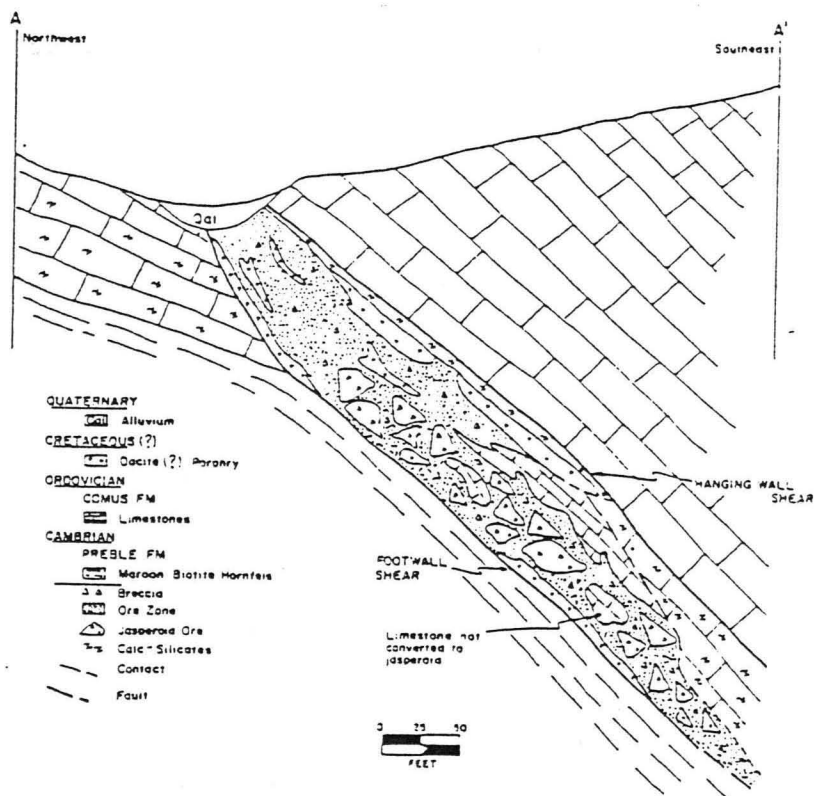 A
Northwest
A'
Southeast
Qal
QUATERNARY
Qal Alluvium
CRETACEOUS (?)
Dacite (?) Porphry
ORDOVICIAN
COMUS FM
Limestones
CAMBRIAN
PREBLE FM
Maroon Biotite Hornfels
Breccia
Ore Zone
Jasperoid Ore
Calc-Silicates
Contact
Fault
HANGING WALL
SHEAR
FOOTWALL
SHEAR
Limestone not
converted to
jasperoid
0 25 50
FEET